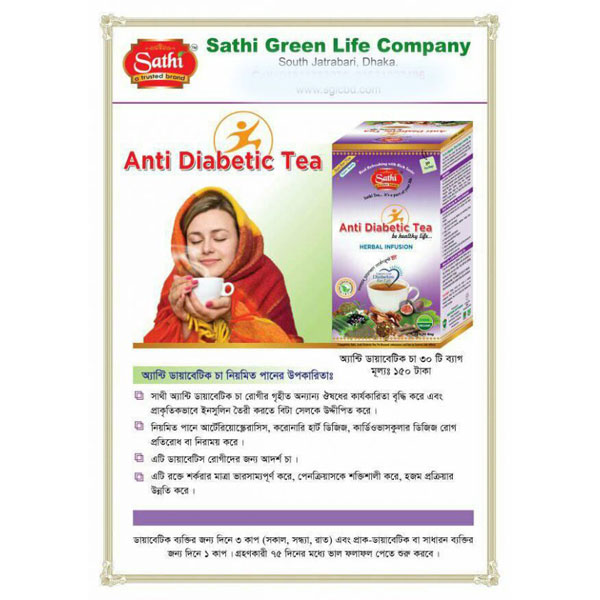 Sathi
a trusted brand
Sathi Green Life Company
South Jatrabari, Dhaka.
www.sglcbd.com
Anti Diabetic Tea
Sathi
Anti Diabetic Tea
be healthy life...
HERBAL INFUSION
অ্যান্টি ডায়াবেটিক চা ৩০ টি ব্যাগ
মূল্যঃ ১৫০ টাকা
অ্যান্টি ডায়াবেটিক চা নিয়মিত পানের উপকারিতাঃ
সাথী অ্যান্টি ডায়াবেটিক চা রোগীর গৃহীত অন্যান্য ঔষধের কার্যকারিতা বৃদ্ধি করে এবং
প্রাকৃতিকভাবে ইনসুলিন তৈরী করতে বিটা সেলকে উদ্দীপিত করে।
নিয়মিত পানে আর্টেরিয়োস্ক্লেরাসিস, করোনারি হার্ট ডিজিজ, কার্ডিওভাসকুলার ডিজিজ রোগ
প্রতিরোধ বা নিরাময় করে।
এটি ডায়াবেটিস রোগীদের জন্য আদর্শ চা।
এটি রক্তে শর্করার মাত্রা ভারসাম্যপূর্ণ করে, পেনক্রিয়াসকে শক্তিশালী করে, হজম প্রক্রিয়ার
উন্নতি করে।
ডায়াবেটিক ব্যক্তির জন্য দিনে ৩ কাপ (সকাল, সন্ধ্যা, রাত) এবং প্রাক-ডায়াবেটিক বা সাধারন ব্যক্তির
জন্য দিনে ১ কাপ। গ্রহণকারী ৭৫ দিনের মধ্যে ভাল ফলাফল পেতে শুরু করবে।